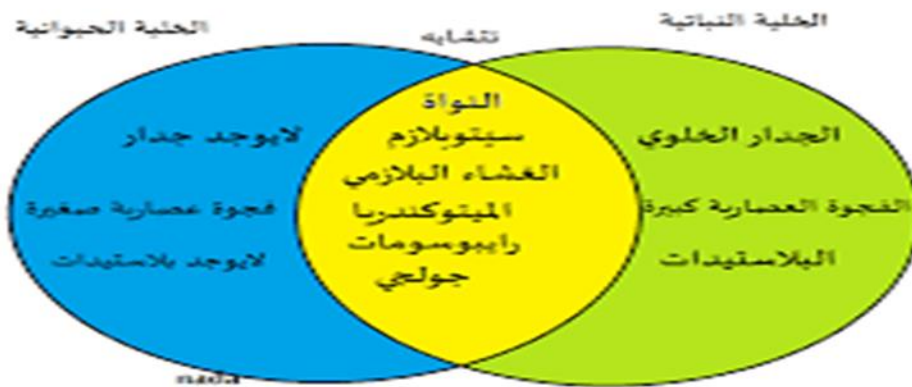 الخلية النباتية
تتشابه
الخلية الحيوانية
الجدار الخلوي
الفجوة العصارية كبيرة
البلاستيدات
النواة
سيتوبلازم
الغشاء البلازمي
الميتوكندريا
رايبوسومات
جولجي
لايوجد جدار
فجوة عصارية صغيرة
لايوجد بلاستيدات
nada